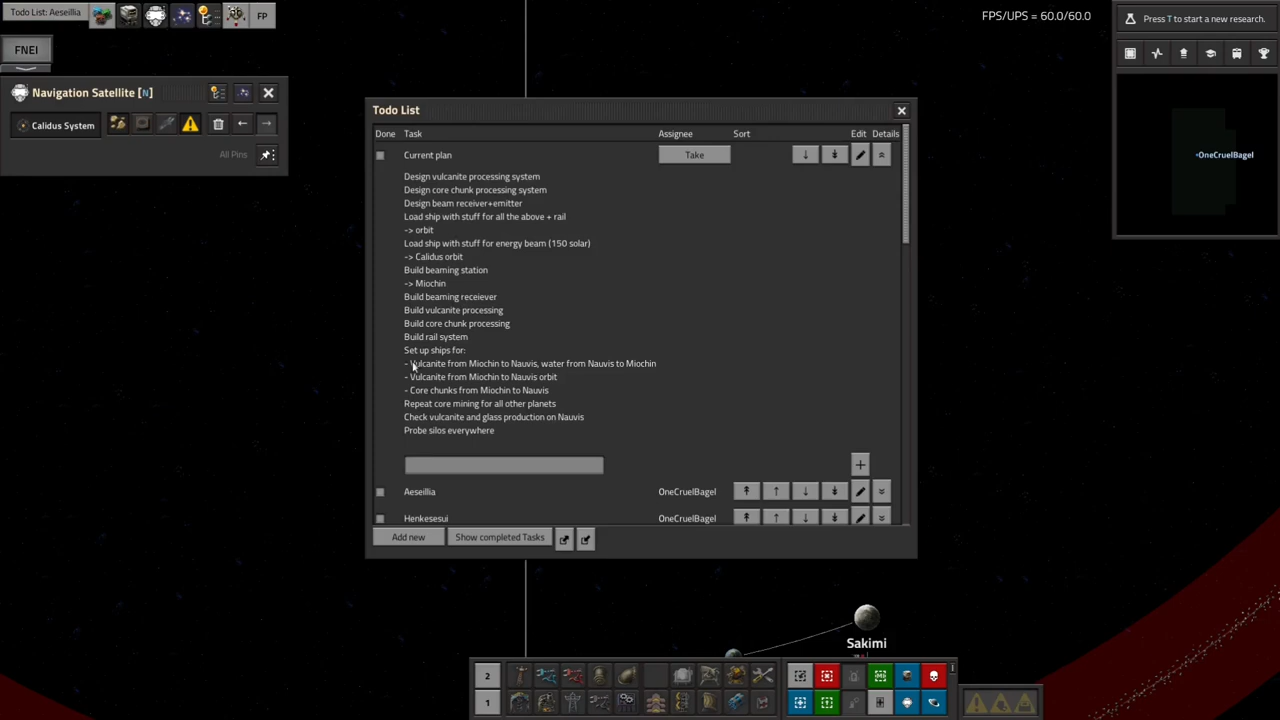 Todo List: Aeseillia
FP
FPS/UPS = 60.0/60.0
Press T to start a new research.
FNEI
Navigation Satellite [N]
Calidus System
All Pins
OneCruelBagel
Todo List
Done Task Assignee Sort Edit Details
Current plan Take
Design vulcanite processing system
Design core chunk processing system
Design beam receiver+emitter
Load ship with stuff for all the above + rail
-> orbit
Load ship with stuff for energy beam (150 solar)
-> Calidus orbit
Build beaming station
-> Miochin
Build beaming receiever
Build vulcanite processing
Build core chunk processing
Build rail system
Set up ships for:
- Vulcanite from Miochin to Nauvis, water from Nauvis to Miochin
- Vulcanite from Miochin to Nauvis orbit
- Core chunks from Miochin to Nauvis
Repeat core mining for all other planets
Check vulcanite and glass production on Nauvis
Probe silos everywhere
Aeseillia OneCruelBagel
Henkesesui OneCruelBagel
Add new Show completed Tasks
Sakimi
2
1